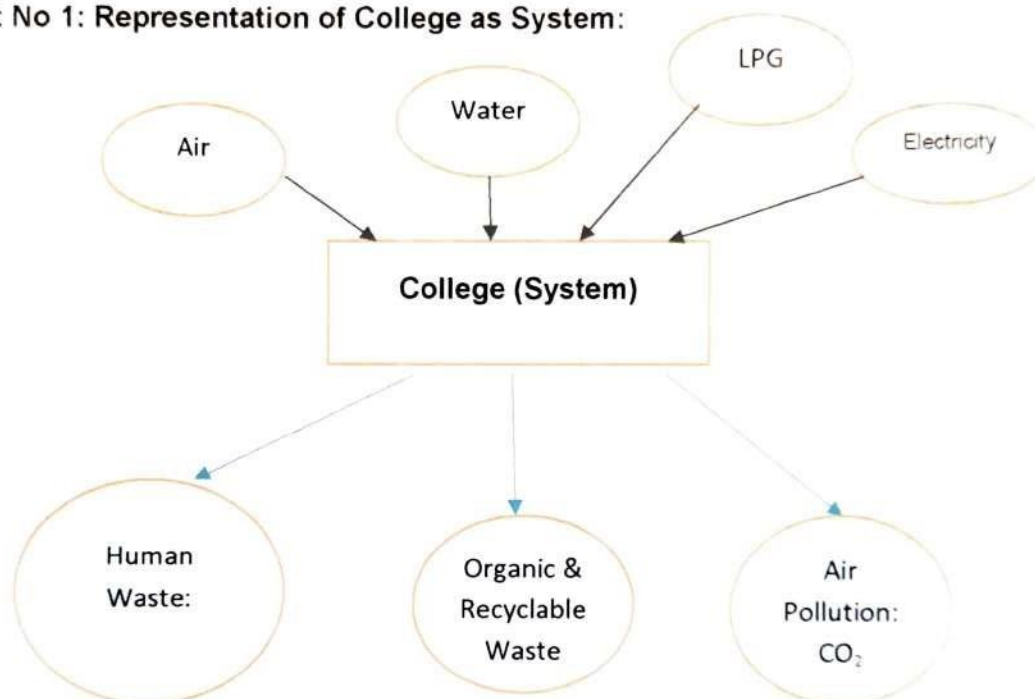 No 1: Representation of College as System:
LPG
Water
Electricity
Air
College (System)
Human
Waste:
Organic &
Recyclable
Waste
Air
Pollution:
CO₂